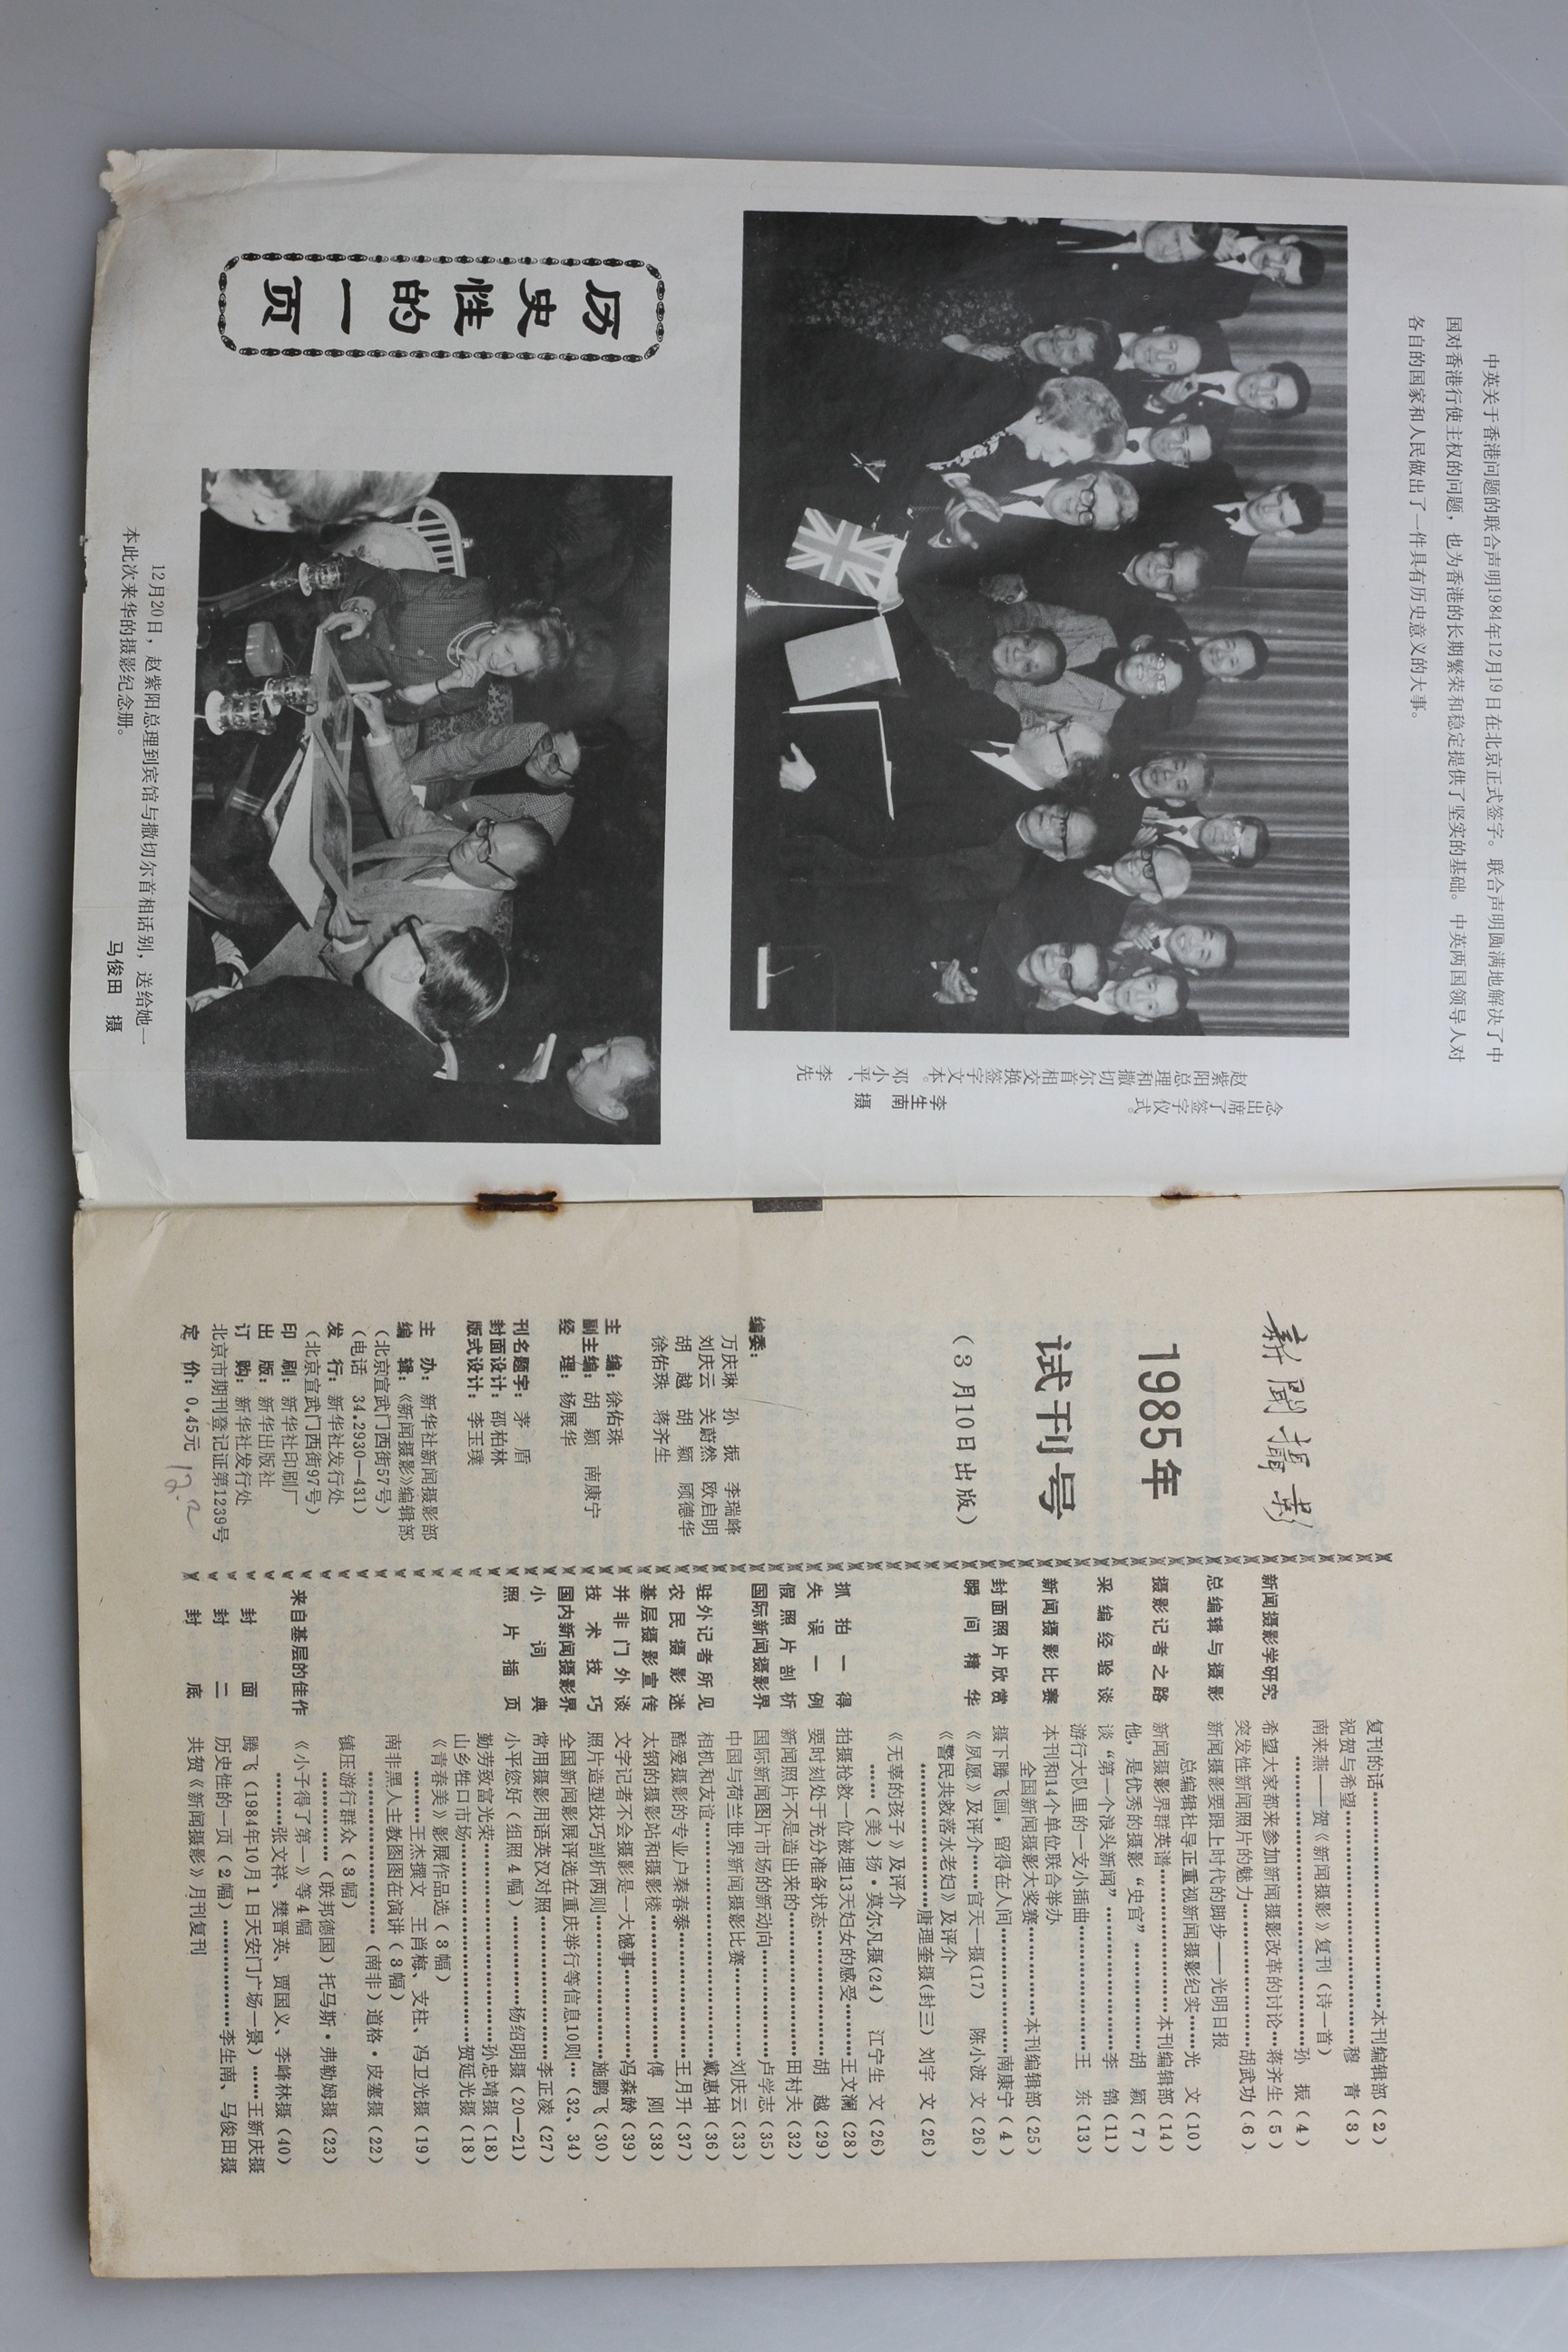 中英关于香港问题的联合声明1984年12月19日在北京正式签字。联合声明圆满地解决了中
国对香港行使主权的问题，也为香港的长期繁荣和稳定提供了坚实的基础。中英两国领导人对
各自的国家和人民做出了一件具有历史意义的大事。
赵紫阳总理和撒切尔首相交换签字文本。邓小平、李先
念出席了签字仪式。
李生南 摄
历史性的一页
12月20日，赵紫阳总理到宾馆与撒切尔首相话别，送给她一
本此次来华的摄影纪念册。
马俊田 摄
新聞攝影
1985年
试刊号
（3月10日出版）
编委：
万庆琳 孙 振 李瑞峰
刘庆云 关蔚然 欧启明
胡 越 胡 颖 顾德华
徐佑珠 蒋齐生
主 编：徐佑珠
副主编：胡 颖 南康宁
经 理：杨展华
刊名题字：茅 盾
封面设计：邵柏林
版式设计：李玉璞
主 办：新华社新闻摄影部
编 辑：《新闻摄影》编辑部
（北京宣武门西街57号）
（电话 34.2930—431）
发 行：新华社发行处
（北京宣武门西街97号）
印 刷：新华社印刷厂
出 版：新华出版社
订 购：新华社发行处
北京市期刊登记证第1239号
定 价：0.45元
12.2
复刊的话……本刊编辑部（2）
祝贺与希望……穆 青（3）
南来燕——贺《新闻摄影》复刊（诗一首）
……孙 振（4）
新闻摄影学研究 希望大家都来参加新闻摄影改革的讨论…蒋齐生（5）
突发性新闻照片的魅力……胡武功（6）
总编辑与摄影 新闻摄影要跟上时代的脚步——光明日报
总编辑杜导正重视新闻摄影纪实……光 文（10）
摄影记者之路 新闻摄影界群英谱……本刊编辑部（14）
他，是优秀的摄影“史官”……胡 颖（7）
采编经验谈 谈“第一个浪头新闻”……李 锦（11）
游行大队里的一支小插曲……王 东（13）
新闻摄影比赛 本刊和14个单位联合举办
全国新闻摄影大奖赛……本刊编辑部（25）
封面照片欣赏 摄下腾飞画，留得在人间……南康宁（4）
瞬间精华 《夙愿》及评介……官天一摄(17) 陈小波 文（26）
《警民共救落水老妇》及评介
……唐理奎摄(封三) 刘宇 文（26）
《无辜的孩子》及评介
……（美）扬·莫尔凡摄(24) 江宁生 文（26）
抓拍一得 拍摄抢救一位被埋13天妇女的感受……王文澜（28）
失误一例 要时刻处于充分准备状态……胡 越（29）
假照片剖析 新闻照片不是造出来的……田村夫（32）
国际新闻摄影界 国际新闻图片市场的新动向……卢学志（35）
中国与荷兰世界新闻摄影比赛……刘庆云（33）
驻外记者所见 相机和友谊……戴惠坤（36）
农民摄影迷 酷爱摄影的专业户秦春泰……王月升（37）
基层摄影宣传 太钢的摄影站和摄影楼……傅 刚（38）
并非门外谈 文字记者不会摄影是一大憾事……冯森龄（39）
技术技巧 照片造型技巧剖析两则……施鹏飞（30）
国内新闻摄影界 全国新闻影展评选在重庆举行等信息10则…（32、34）
小词典 常用摄影用语英汉对照……李正凌（27）
照片插页 小平您好（组照4幅）……杨绍明摄（20—21）
勤劳致富光荣……孙忠靖摄（18）
山乡牲口市场……贺延光摄（18）
《青春美》影展作品选（3幅）
……王杰撰文 王肖梅、支柱、冯卫光摄（19）
南非黑人主教图图在演讲（3幅）
……（南非）道格·皮塞摄（22）
镇压游行群众（3幅）
……（联邦德国）托马斯·弗勒姆摄（23）
来自基层的佳作 《小子得了第一》等4幅
……张文祥、樊晋英、贾国义、李峰林摄（40）
封面 腾飞（1984年10月1日天安门广场一景）……王新庆摄
封二 历史性的一页（2幅）……李生南、马俊田摄
封底 共贺《新闻摄影》月刊复刊